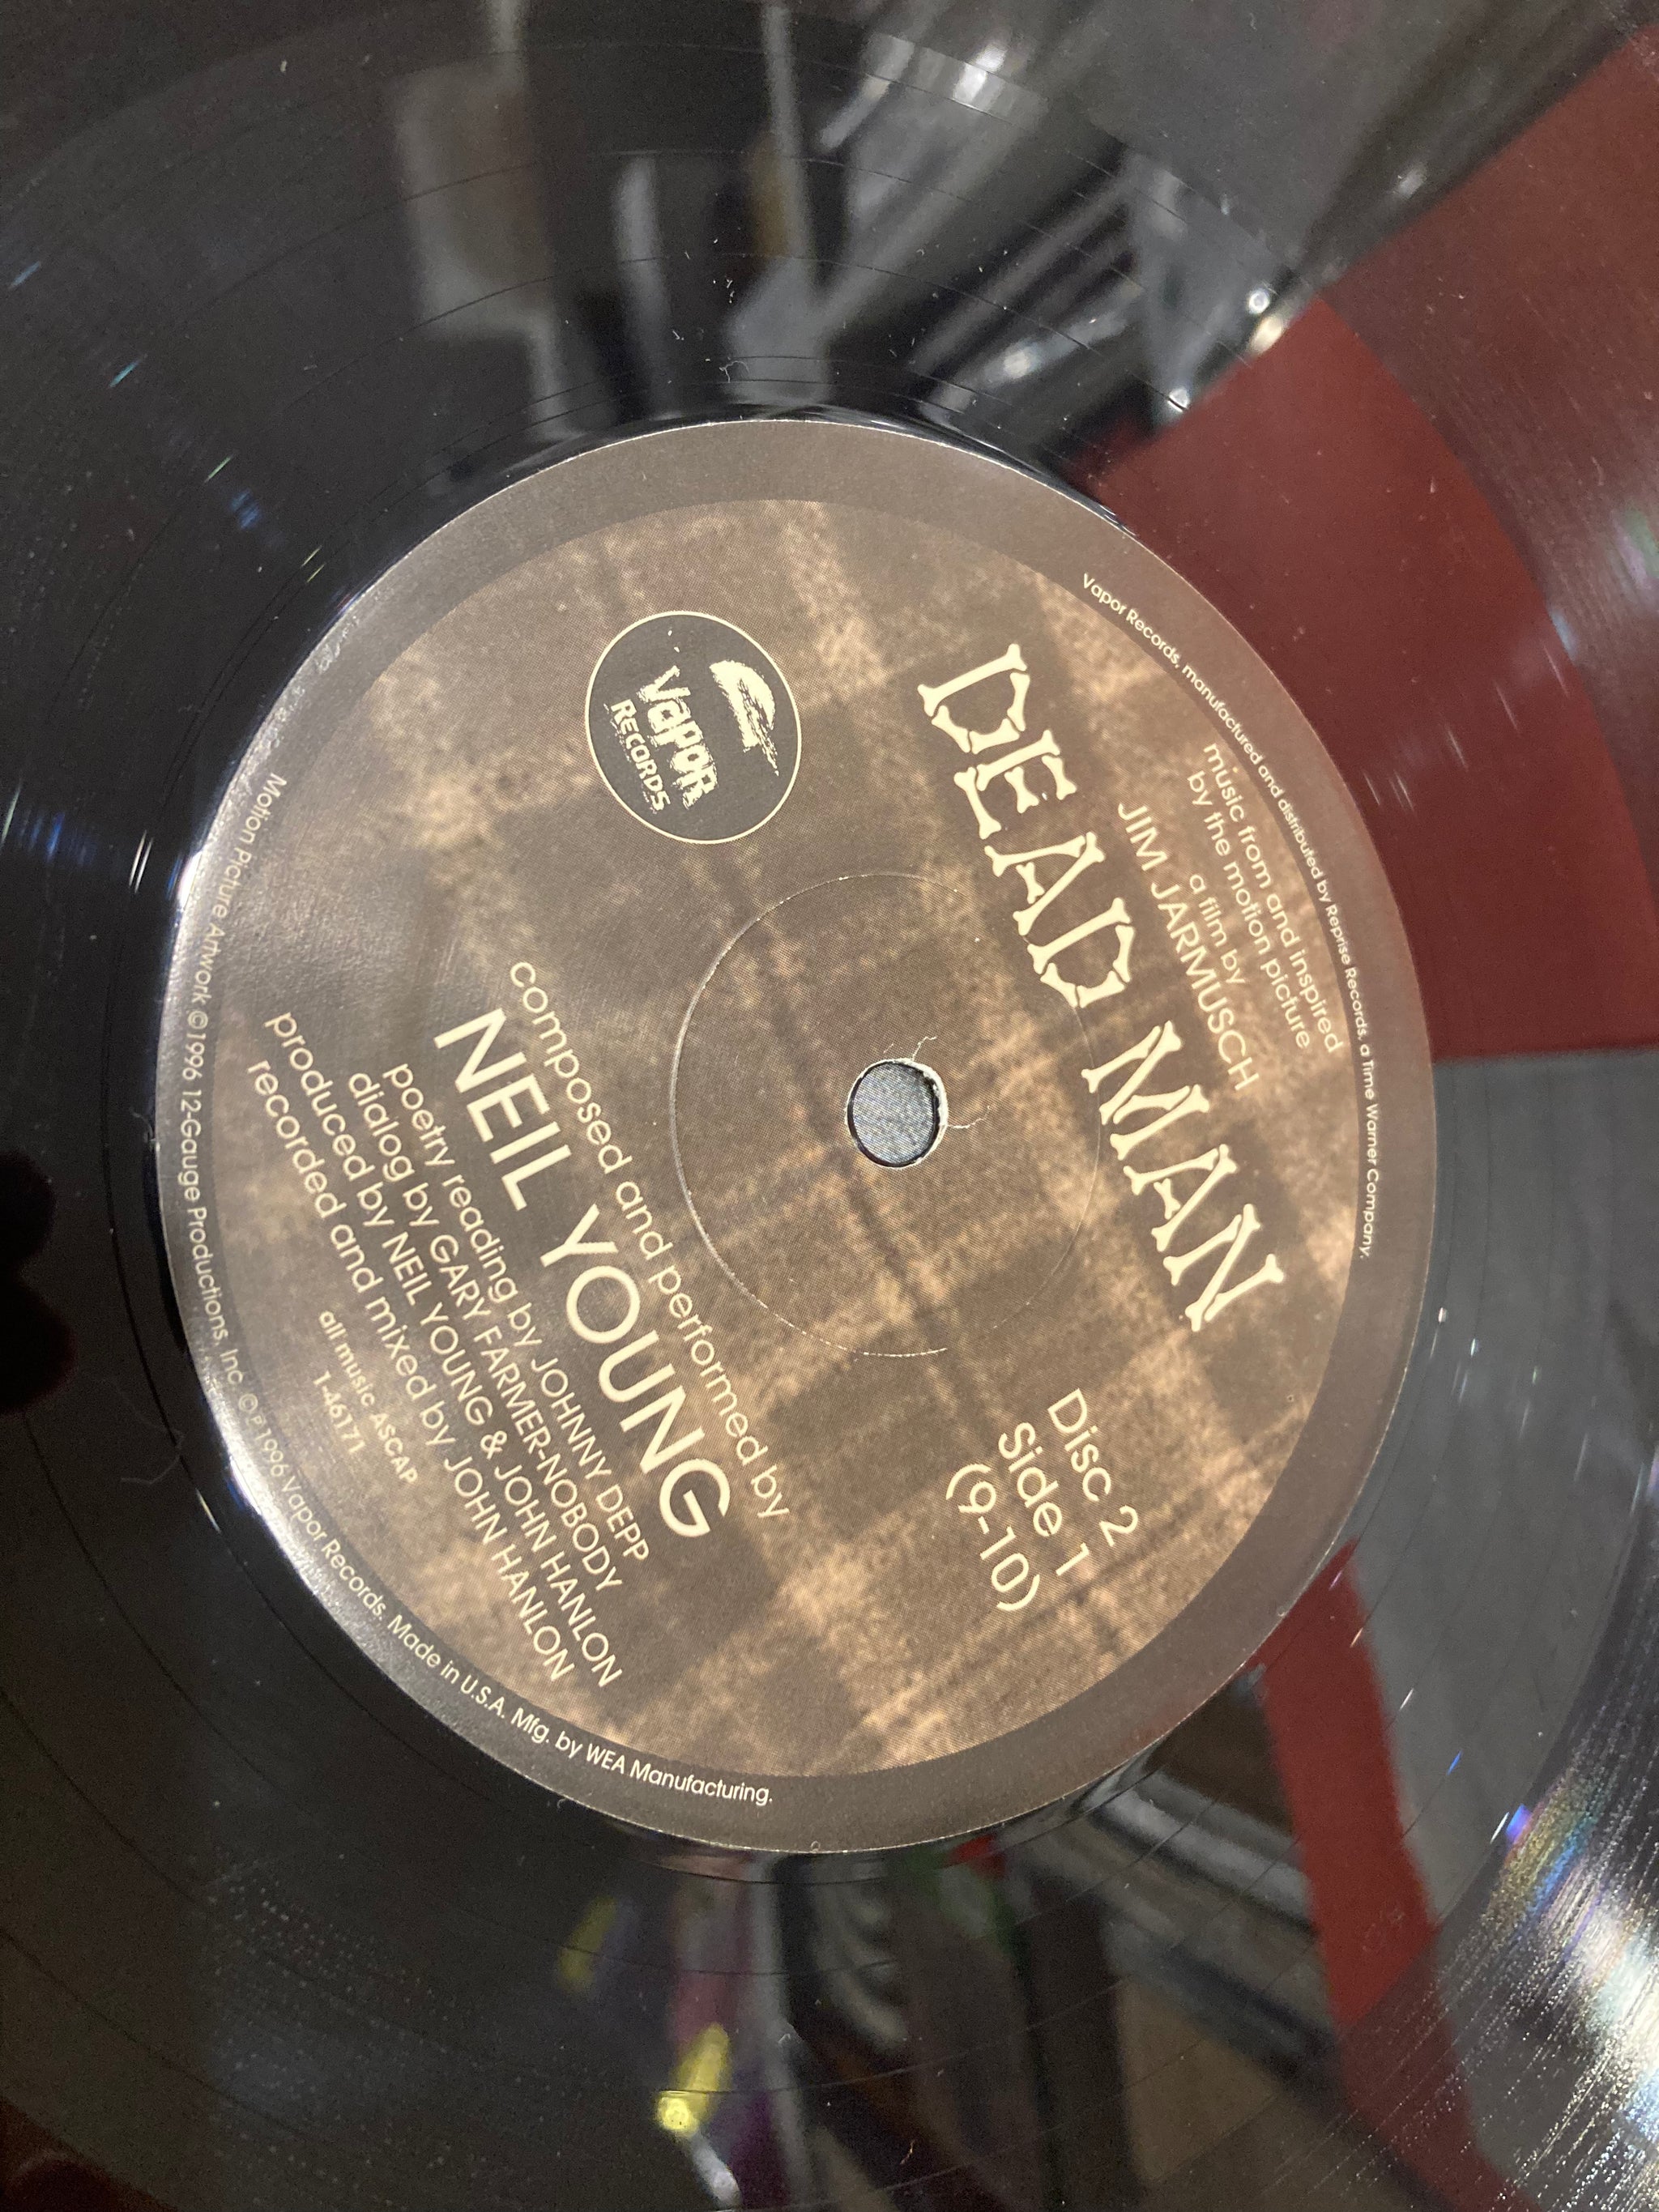 Vapor Records, manufactured and distributed by Reprise Records, a Time Warner Company.
music from and inspired
by the motion picture
a film by
JIM JARMUSCH
DEAD MAN
VAPOR
RECORDS
Disc 2
Side 1
(9-10)
composed and performed by
NEIL YOUNG
poetry reading by JOHNNY DEPP
dialog by GARY FARMER-NOBODY
produced by NEIL YOUNG & JOHN HANLON
recorded and mixed by JOHN HANLON
all music ASCAP
1-46171
Motion Picture Artwork ©1996 12-Gauge Productions, Inc. ©℗1996 Vapor Records. Made in U.S.A. Mfg. by WEA Manufacturing.